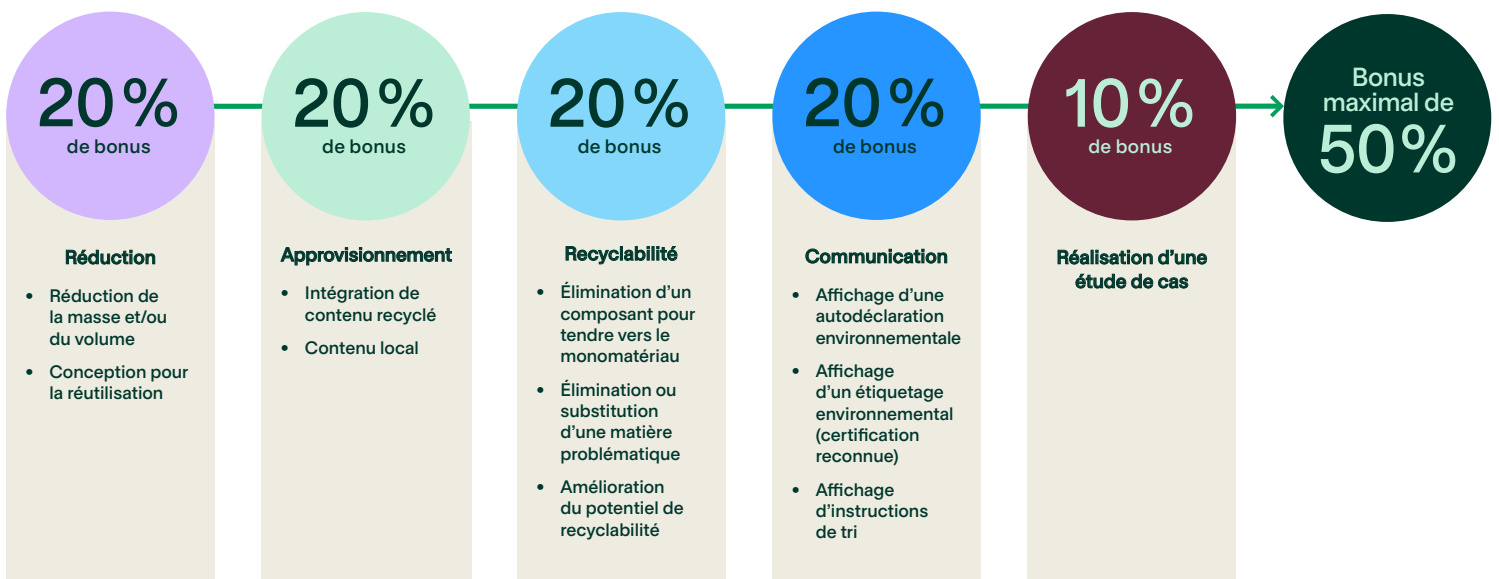 20 %
de bonus
Réduction
• Réduction de
la masse et/ou
du volume
• Conception pour
la réutilisation
20 %
de bonus
Approvisionnement
• Intégration de
contenu recyclé
• Contenu local
20 %
de bonus
Recyclabilité
• Élimination d’un
composant pour
tendre vers le
monomatériau
• Élimination ou
substitution
d’une matière
problématique
• Amélioration
du potentiel de
recyclabilité
20 %
de bonus
Communication
• Affichage d’une
autodéclaration
environnementale
• Affichage
d’un étiquetage
environnemental
(certification
reconnue)
• Affichage
d’instructions
de tri
10 %
de bonus
Réalisation d’une
étude de cas
Bonus
maximal de
50 %